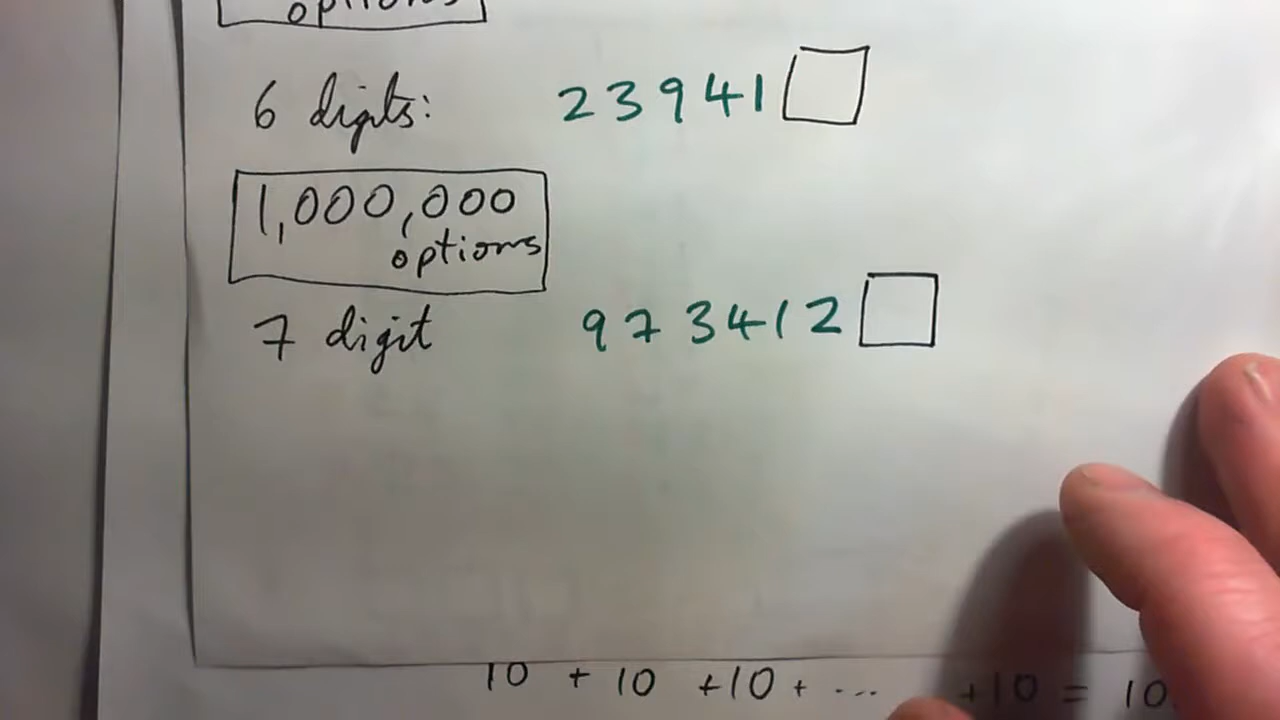 options
6 digits: 23941
1,000,000
options
7 digit 973412
10 + 10 + 10 + ... + 10 = 10